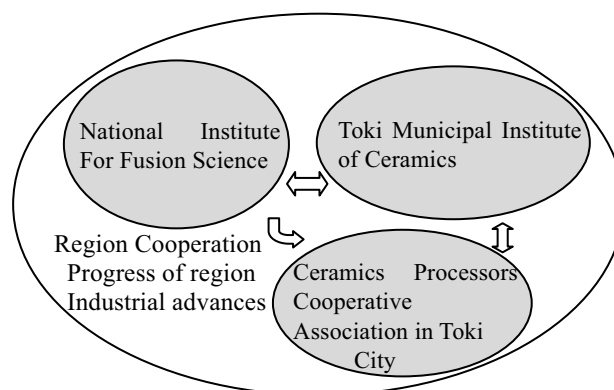 National Institute
For Fusion Science
Toki Municipal Institute
of Ceramics
Region Cooperation
Progress of region
Industrial advances
Ceramics Processors
Cooperative
Association in Toki
City